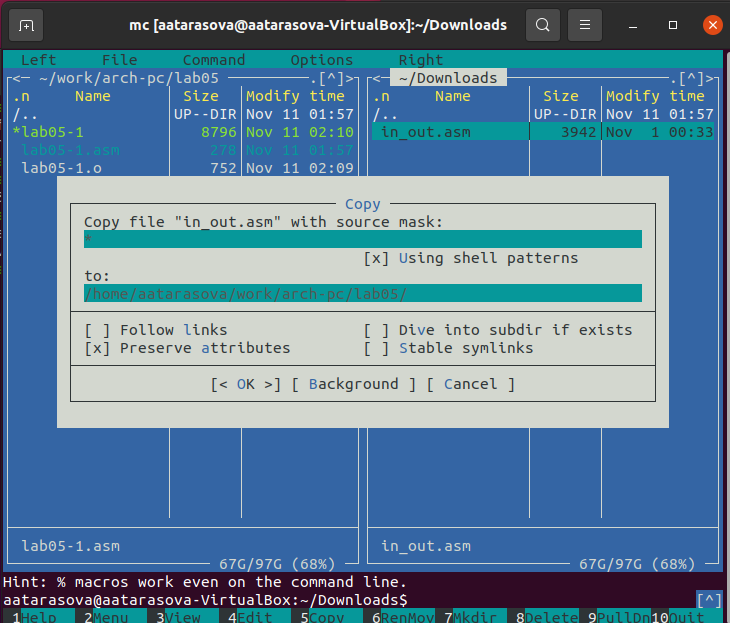 mc [aatarasova@aatarasova-VirtualBox]:~/Downloads
Left File Command Options Right
<─ ~/work/arch-pc/lab05 ─.[^]>
<─ ~/Downloads ─.[^]>
.n Name Size Modify time
.n Name Size Modify time
/.. UP--DIR Nov 11 01:57
/.. UP--DIR Nov 11 01:57
*lab05-1 8796 Nov 11 02:10
in_out.asm 3942 Nov 1 00:33
lab05-1.asm 278 Nov 11 01:57
lab05-1.o 752 Nov 11 02:09
Copy
Copy file "in_out.asm" with source mask:
*
[x] Using shell patterns
to:
/home/aatarasova/work/arch-pc/lab05/
[ ] Follow links [ ] Dive into subdir if exists
[x] Preserve attributes [ ] Stable symlinks
[< OK >] [ Background ] [ Cancel ]
lab05-1.asm
in_out.asm
67G/97G (68%)
67G/97G (68%)
Hint: % macros work even on the command line.
aatarasova@aatarasova-VirtualBox:~/Downloads$ [^]
1Help 2Menu 3View 4Edit 5Copy 6RenMov 7Mkdir 8Delete 9PullDn 10Quit